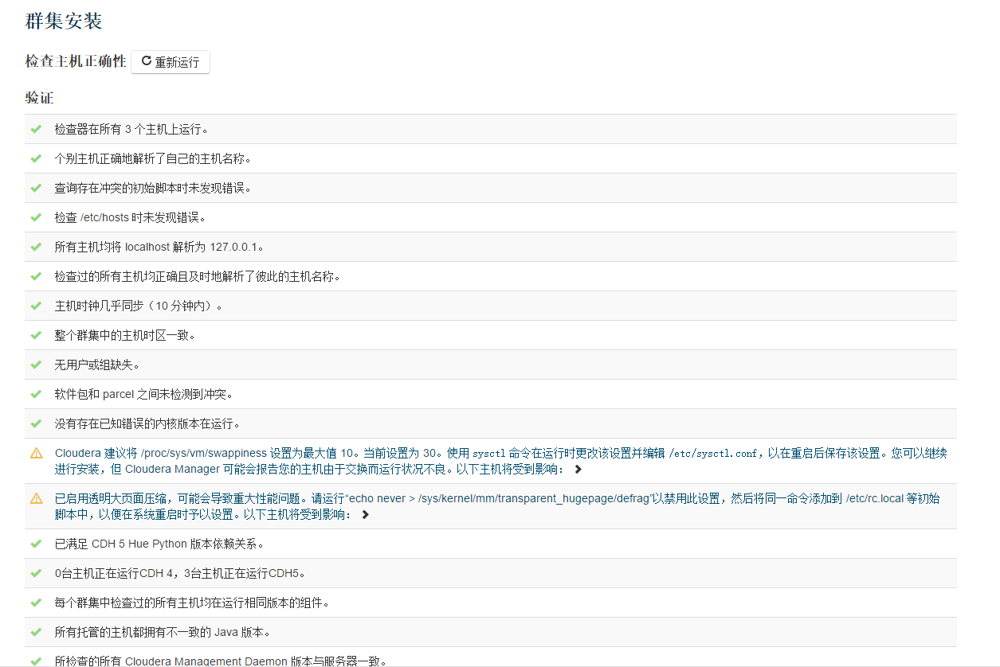 群集安装
检查主机正确性 重新运行
验证
检查器在所有 3 个主机上运行。
个别主机正确地解析了自己的主机名称。
查询存在冲突的初始脚本时未发现错误。
检查 /etc/hosts 时未发现错误。
所有主机均将 localhost 解析为 127.0.0.1。
检查过的所有主机均正确且及时地解析了彼此的主机名称。
主机时钟几乎同步（10 分钟内）。
整个群集中的主机时区一致。
无用户或组缺失。
软件包和 parcel 之间未检测到冲突。
没有存在已知错误的内核版本在运行。
Cloudera 建议将 /proc/sys/vm/swappiness 设置为最大值 10。当前设置为 30。使用 sysctl 命令在运行时更改该设置并编辑 /etc/sysctl.conf，以在重启后保存该设置。您可以继续
进行安装，但 Cloudera Manager 可能会报告您的主机由于交换而运行状况不良。以下主机将受到影响：
已启用透明大页面压缩，可能会导致重大性能问题。请运行“echo never > /sys/kernel/mm/transparent_hugepage/defrag”以禁用此设置，然后将同一命令添加到 /etc/rc.local 等初始
脚本中，以便在系统重启时予以设置。以下主机将受到影响：
已满足 CDH 5 Hue Python 版本依赖关系。
0台主机正在运行CDH 4，3台主机正在运行CDH5。
每个群集中检查过的所有主机均在运行相同版本的组件。
所有托管的主机都拥有不一致的 Java 版本。
所检查的所有 Cloudera Management Daemon 版本与服务器一致。